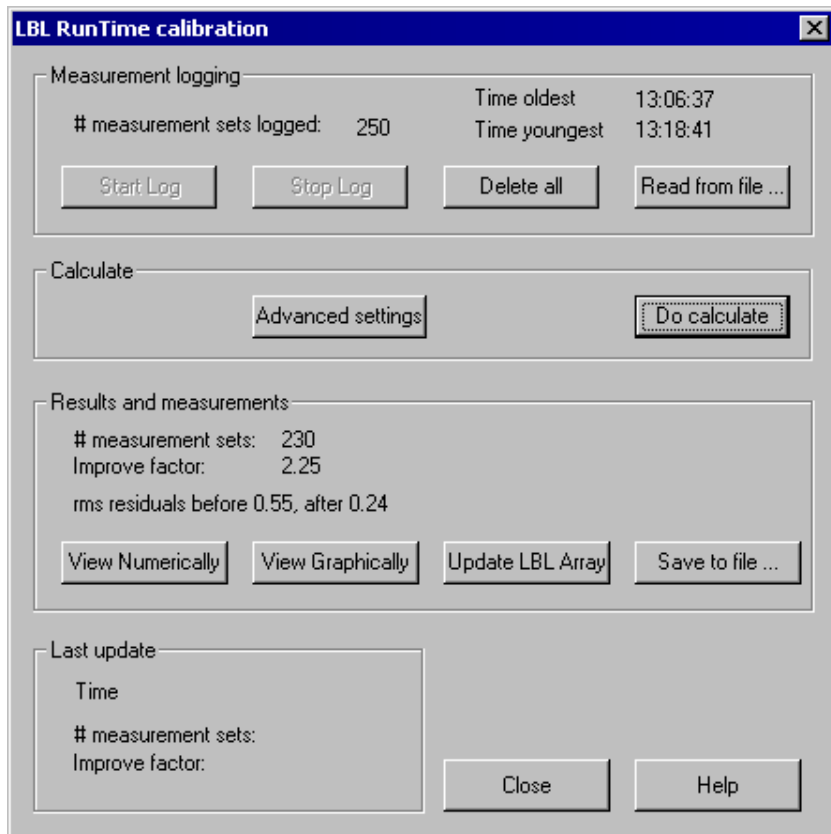 LBL RunTime calibration
Measurement logging
# measurement sets logged: 250
Time oldest 13:06:37
Time youngest 13:18:41
Start Log Stop Log Delete all Read from file ...
Calculate
Advanced settings Do calculate
Results and measurements
# measurement sets: 230
Improve factor: 2.25
rms residuals before 0.55, after 0.24
View Numerically View Graphically Update LBL Array Save to file ...
Last update
Time
# measurement sets:
Improve factor:
Close Help